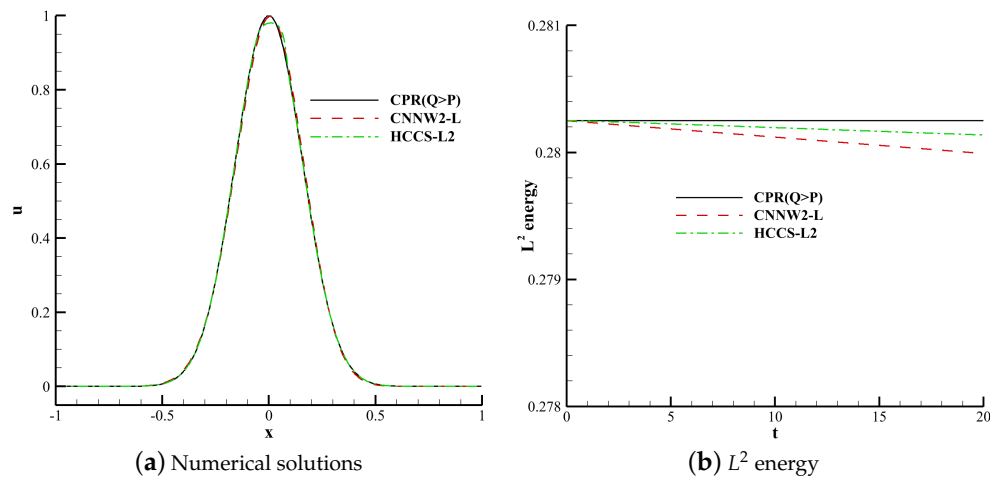 1
0.8
0.6
0.4
0.2
0
u
-1
-0.5
0
0.5
1
x
CPR(Q>P)
CNNW2-L
HCCS-L2
(a) Numerical solutions
0.281
0.28
0.279
0.278
L² energy
0
5
10
15
20
t
CPR(Q>P)
CNNW2-L
HCCS-L2
(b) L² energy